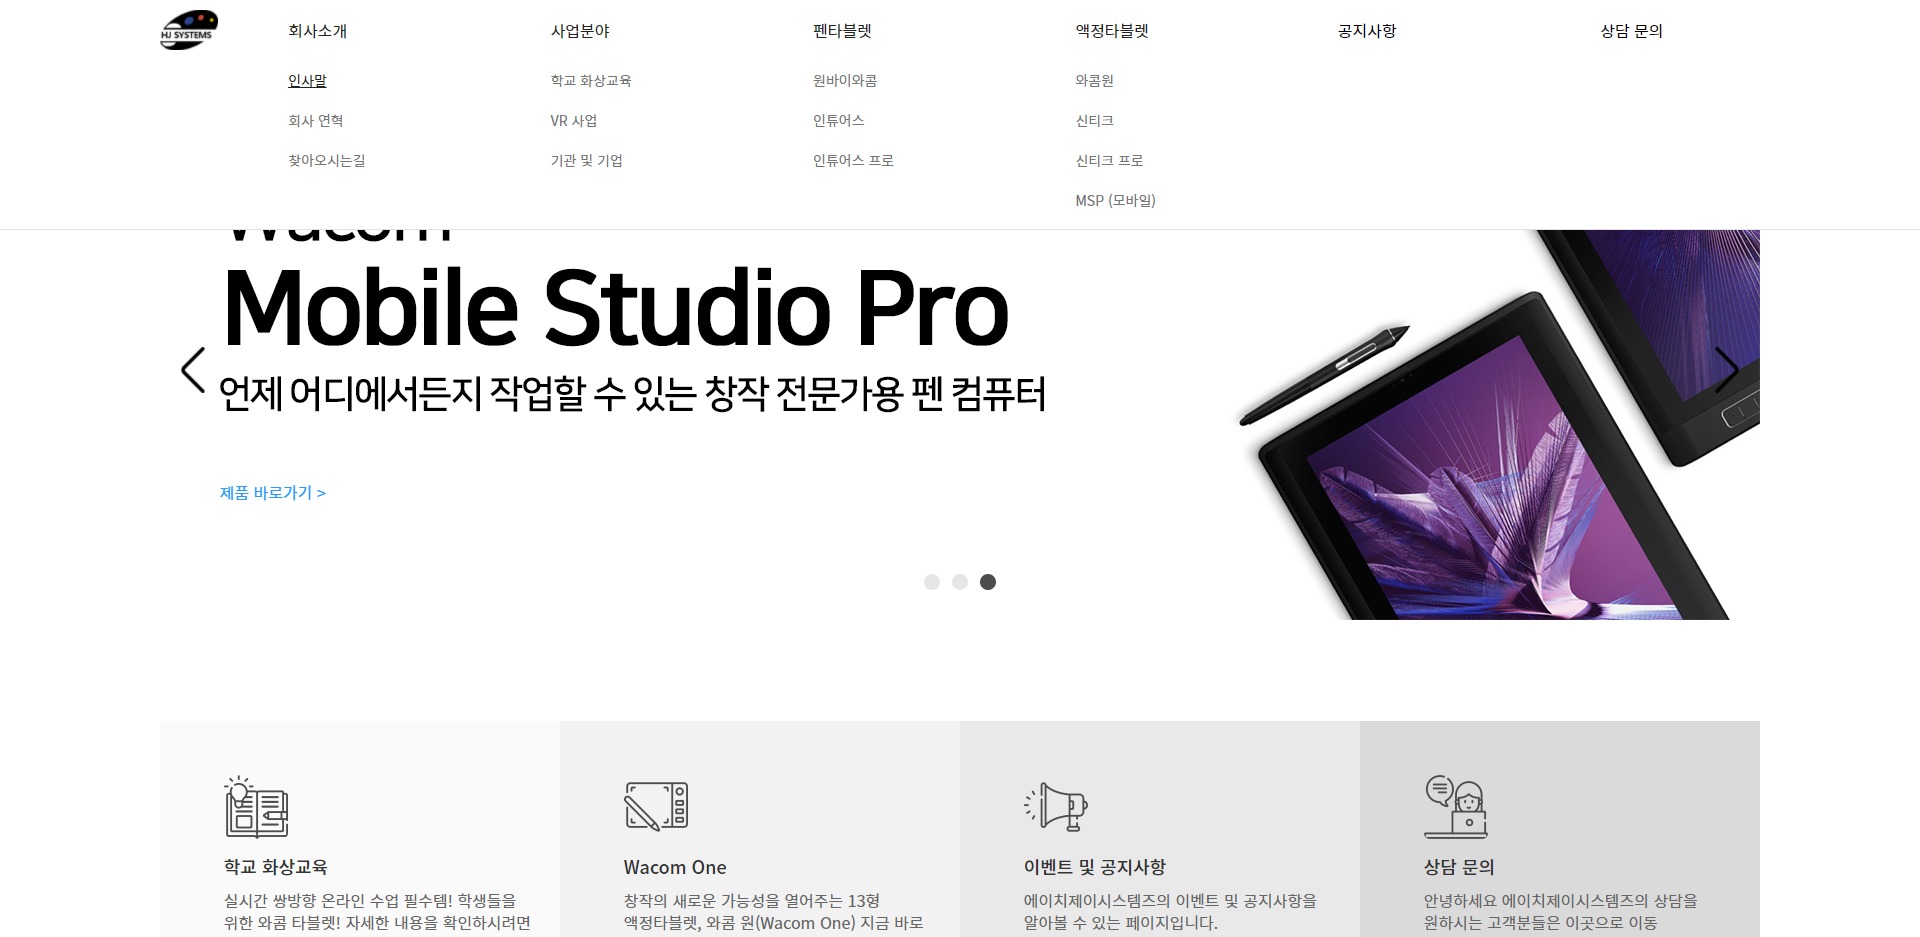 HJ SYSTEMS
회사소개 사업분야 펜타블렛 액정타블렛 공지사항 상담 문의
인사말 학교 화상교육 원바이와콤 와콤원
회사 연혁 VR 사업 인튜어스 신티크
찾아오시는길 기관 및 기업 인튜어스 프로 신티크 프로
MSP (모바일)
Wacom
Mobile Studio Pro
언제 어디에서든지 작업할 수 있는 창작 전문가용 펜 컴퓨터
제품 바로가기 >
학교 화상교육
실시간 쌍방향 온라인 수업 필수템! 학생들을
위한 와콤 타블렛! 자세한 내용을 확인하시려면
Wacom One
창작의 새로운 가능성을 열어주는 13형
액정타블렛, 와콤 원(Wacom One) 지금 바로
이벤트 및 공지사항
에이치제이시스템즈의 이벤트 및 공지사항을
알아볼 수 있는 페이지입니다.
상담 문의
안녕하세요 에이치제이시스템즈의 상담을
원하시는 고객분들은 이곳으로 이동